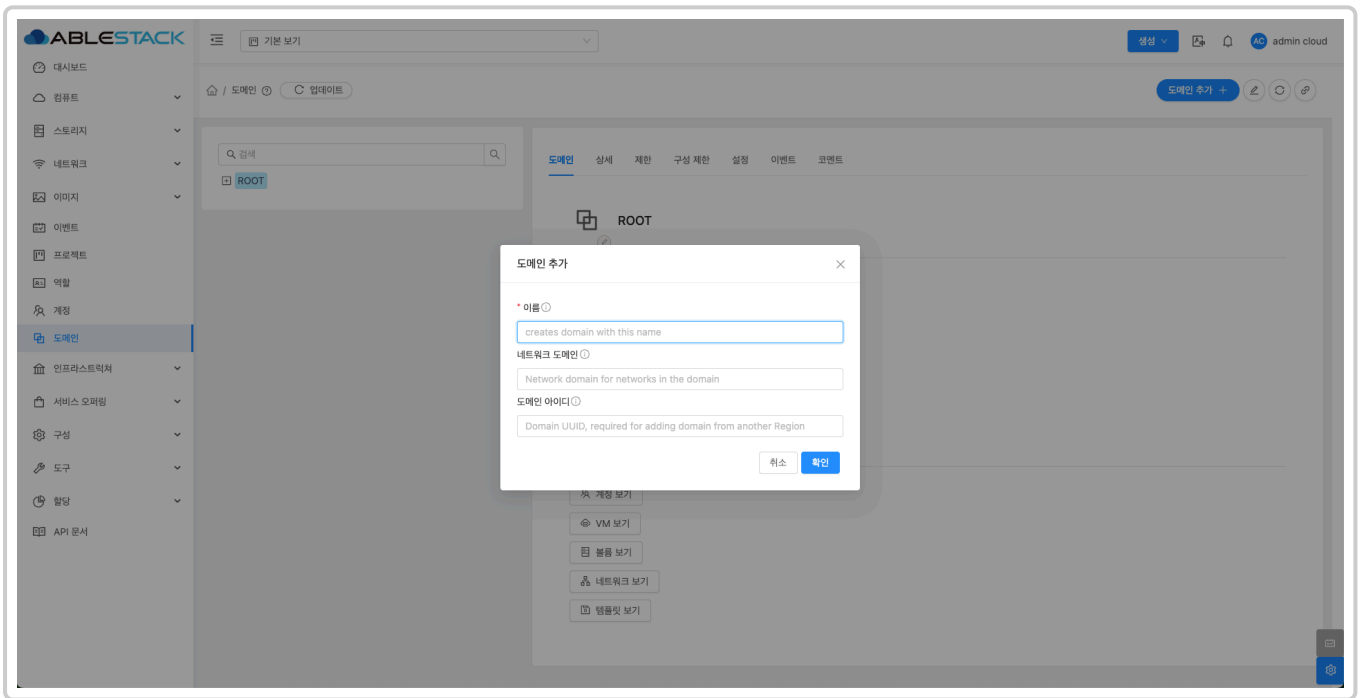 ABLESTACK
기본 보기
생성
AC admin cloud
대시보드
컴퓨트
스토리지
네트워크
이미지
이벤트
프로젝트
역할
계정
도메인
인프라스트럭쳐
서비스 오퍼링
구성
도구
할당
API 문서
/ 도메인 업데이트
도메인 추가 +
검색
ROOT
도메인 상세 제한 구성 제한 설정 이벤트 코멘트
ROOT
도메인 추가
* 이름
creates domain with this name
네트워크 도메인
Network domain for networks in the domain
도메인 아이디
Domain UUID, required for adding domain from another Region
취소 확인
계정 보기
VM 보기
볼륨 보기
네트워크 보기
템플릿 보기